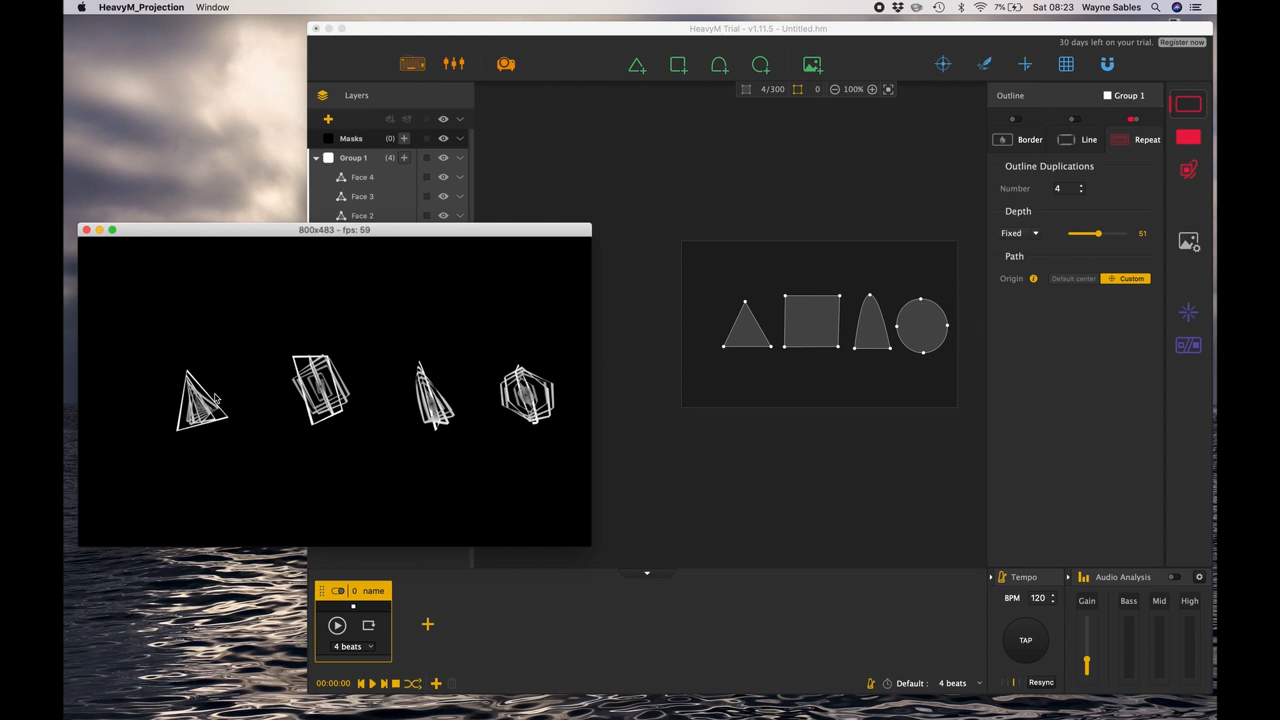 HeavyM_Projection Window
7% Sat 08:23 Wayne Sables
HeavyM Trial - v1.11.5 - Untitled.hm
30 days left on your trial. Register now
4/300 0 100%
Layers
Masks (0) +
Group 1 (4) +
Face 4
Face 3
Face 2
800x483 - fps: 59
Outline Group 1
Border Line Repeat
Outline Duplications
Number 4
Depth
Fixed 51
Path
Origin Default center Custom
0 name
4 beats
00:00:00
Default : 4 beats
Tempo
BPM 120
TAP
Resync
Audio Analysis
Gain Bass Mid High